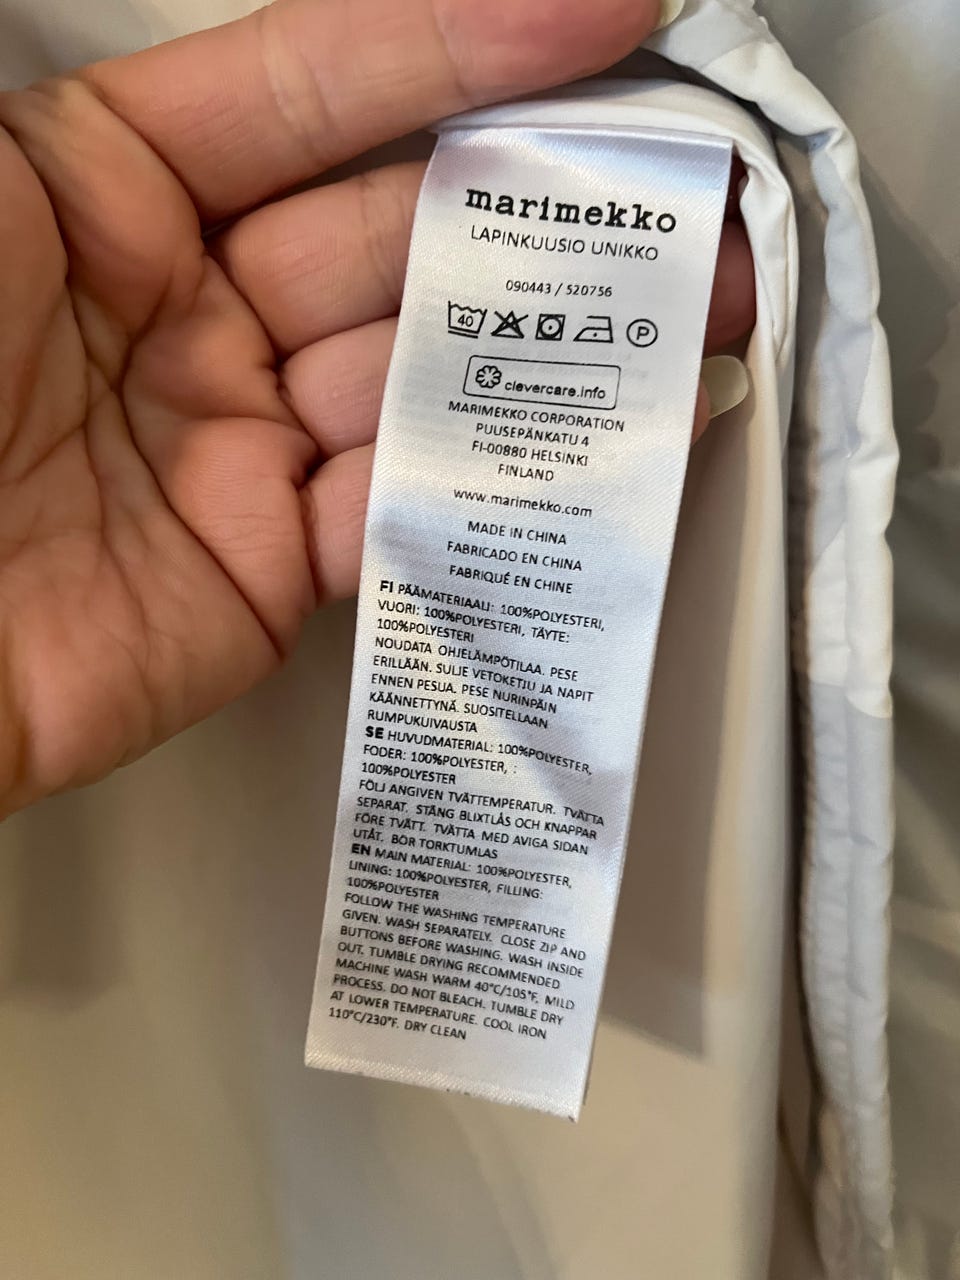 marimekko
LAPINKUUSIO UNIKKO
090443 / 520756
40
P
clevercare.info
MARIMEKKO CORPORATION
PUUSEPÄNKATU 4
FI-00880 HELSINKI
FINLAND
www.marimekko.com
MADE IN CHINA
FABRICADO EN CHINA
FABRIQUÉ EN CHINE
FI PÄÄMATERIAALI: 100%POLYESTERI,
VUORI: 100%POLYESTERI, TÄYTE:
100%POLYESTERI
NOUDATA OHJELÄMPÖTILAA. PESE
ERILLÄÄN. SULJE VETOKETJU JA NAPIT
ENNEN PESUA. PESE NURINPÄIN
KÄÄNNETTYNÄ. SUOSITELLAAN
RUMPUKUIVAUSTA
SE HUVUDMATERIAL: 100%POLYESTER,
FODER: 100%POLYESTER, :
100%POLYESTER
FÖLJ ANGIVEN TVÄTTEMPERATUR. TVÄTTA
SEPARAT. STÄNG BLIXTLÅS OCH KNAPPAR
FÖRE TVÄTT. TVÄTTA MED AVIGA SIDAN
UTÅT. BÖR TORKTUMLAS
EN MAIN MATERIAL: 100%POLYESTER,
LINING: 100%POLYESTER, FILLING:
100%POLYESTER
FOLLOW THE WASHING TEMPERATURE
GIVEN. WASH SEPARATELY. CLOSE ZIP AND
BUTTONS BEFORE WASHING. WASH INSIDE
OUT. TUMBLE DRYING RECOMMENDED
MACHINE WASH WARM 40°C/105°F. MILD
PROCESS. DO NOT BLEACH. TUMBLE DRY
AT LOWER TEMPERATURE. COOL IRON
110°C/230°F. DRY CLEAN